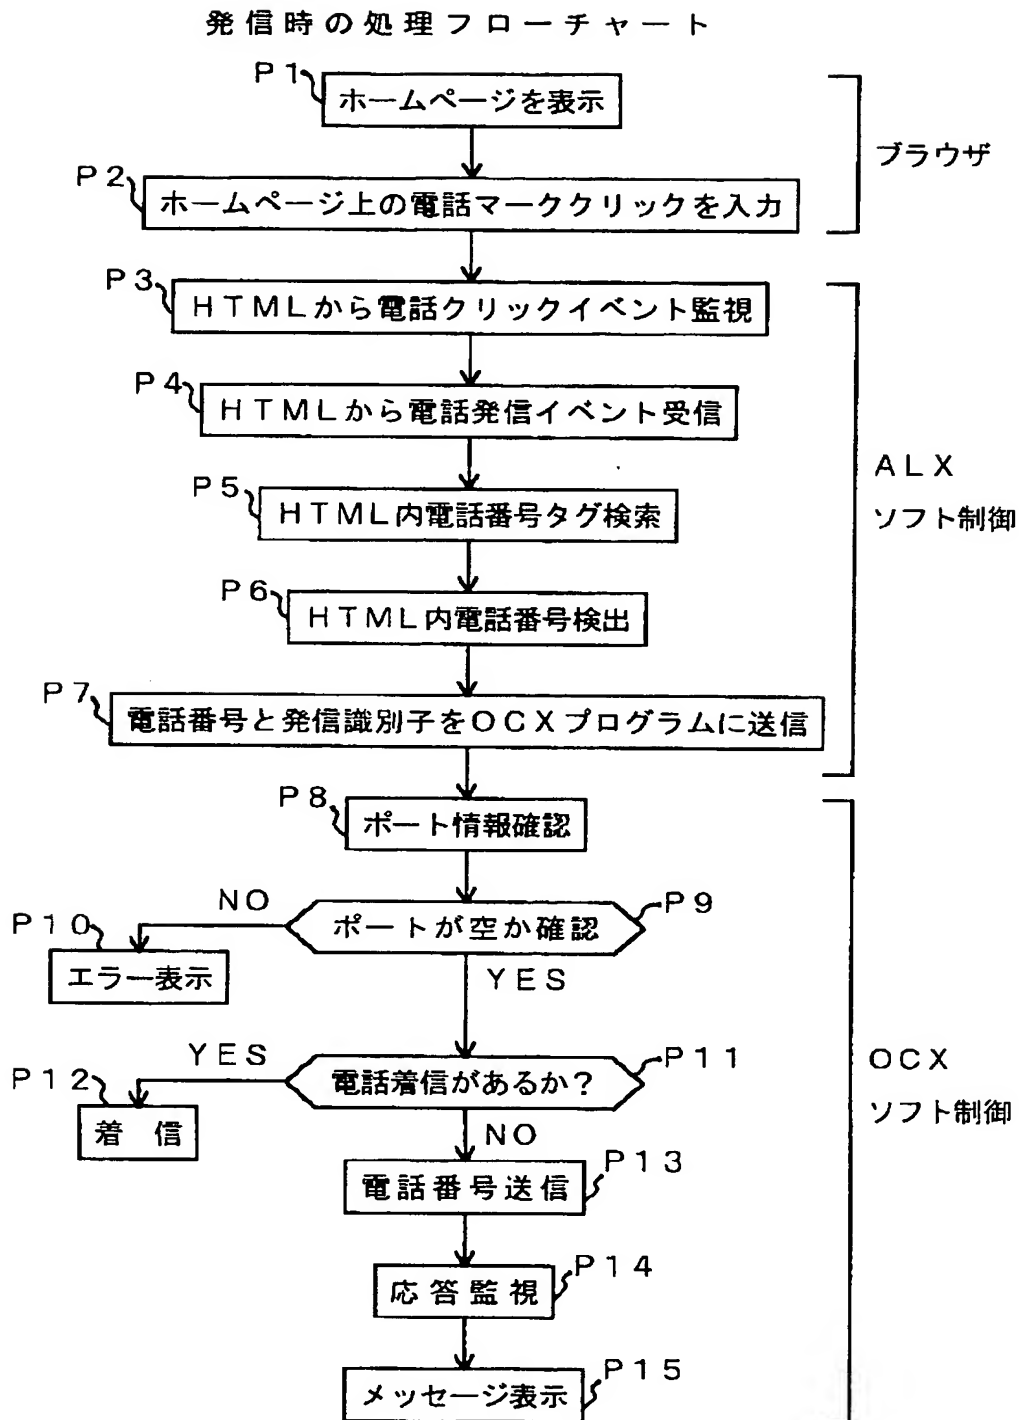 発信時の処理フローチャート
P1
ホームページを表示
ブラウザ
P2
ホームページ上の電話マーククリックを入力
P3
HTMLから電話クリックイベント監視
P4
HTMLから電話発信イベント受信
ALX
ソフト制御
P5
HTML内電話番号タグ検索
P6
HTML内電話番号検出
P7
電話番号と発信識別子をOCXプログラムに送信
P8
ポート情報確認
NO
P9
ポートが空か確認
P10
エラー表示
YES
YES
P11
電話着信があるか?
OCX
ソフト制御
P12
着 信
NO
P13
電話番号送信
P14
応答監視
P15
メッセージ表示